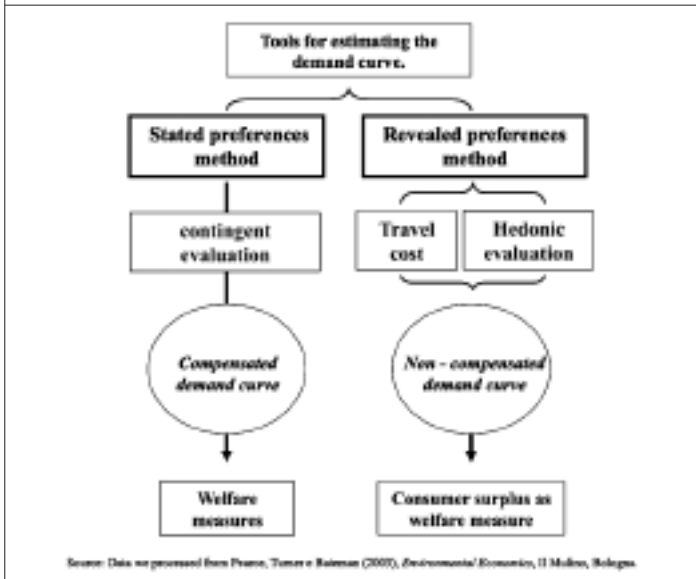 Tools for estimating the
demand curve.
Stated preferences
method
Revealed preferences
method
contingent
evaluation
Travel
cost
Hedonic
evaluation
Compensated
demand curve
Non - compensated
demand curve
Welfare
measures
Consumer surplus as
welfare measure
Source: Data we processed from Pearce, Turner e Bateman (2003), Environmental Economics, Il Mulino, Bologna.